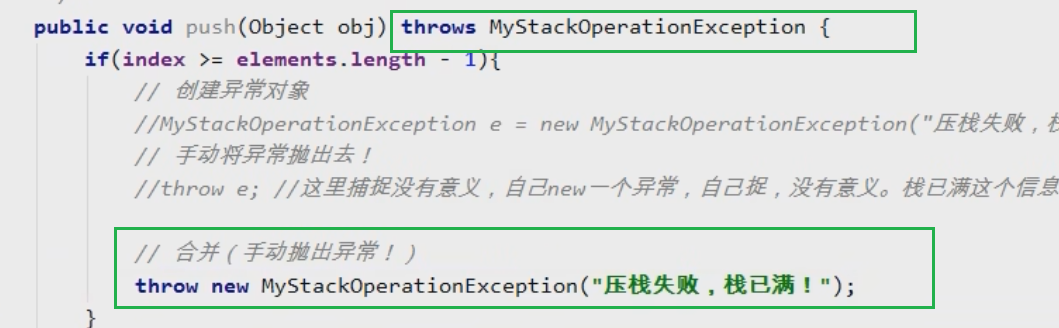 public void push(Object obj) throws MyStackOperationException {
if(index >= elements.length - 1){
// 创建异常对象
//MyStackOperationException e = new MyStackOperationException("压栈失败，栈
// 手动将异常抛出去！
//throw e; //这里捕捉没有意义，自己new一个异常，自己捉，没有意义。栈已满这个信息
// 合并（手动抛出异常！）
throw new MyStackOperationException("压栈失败，栈已满！");
}